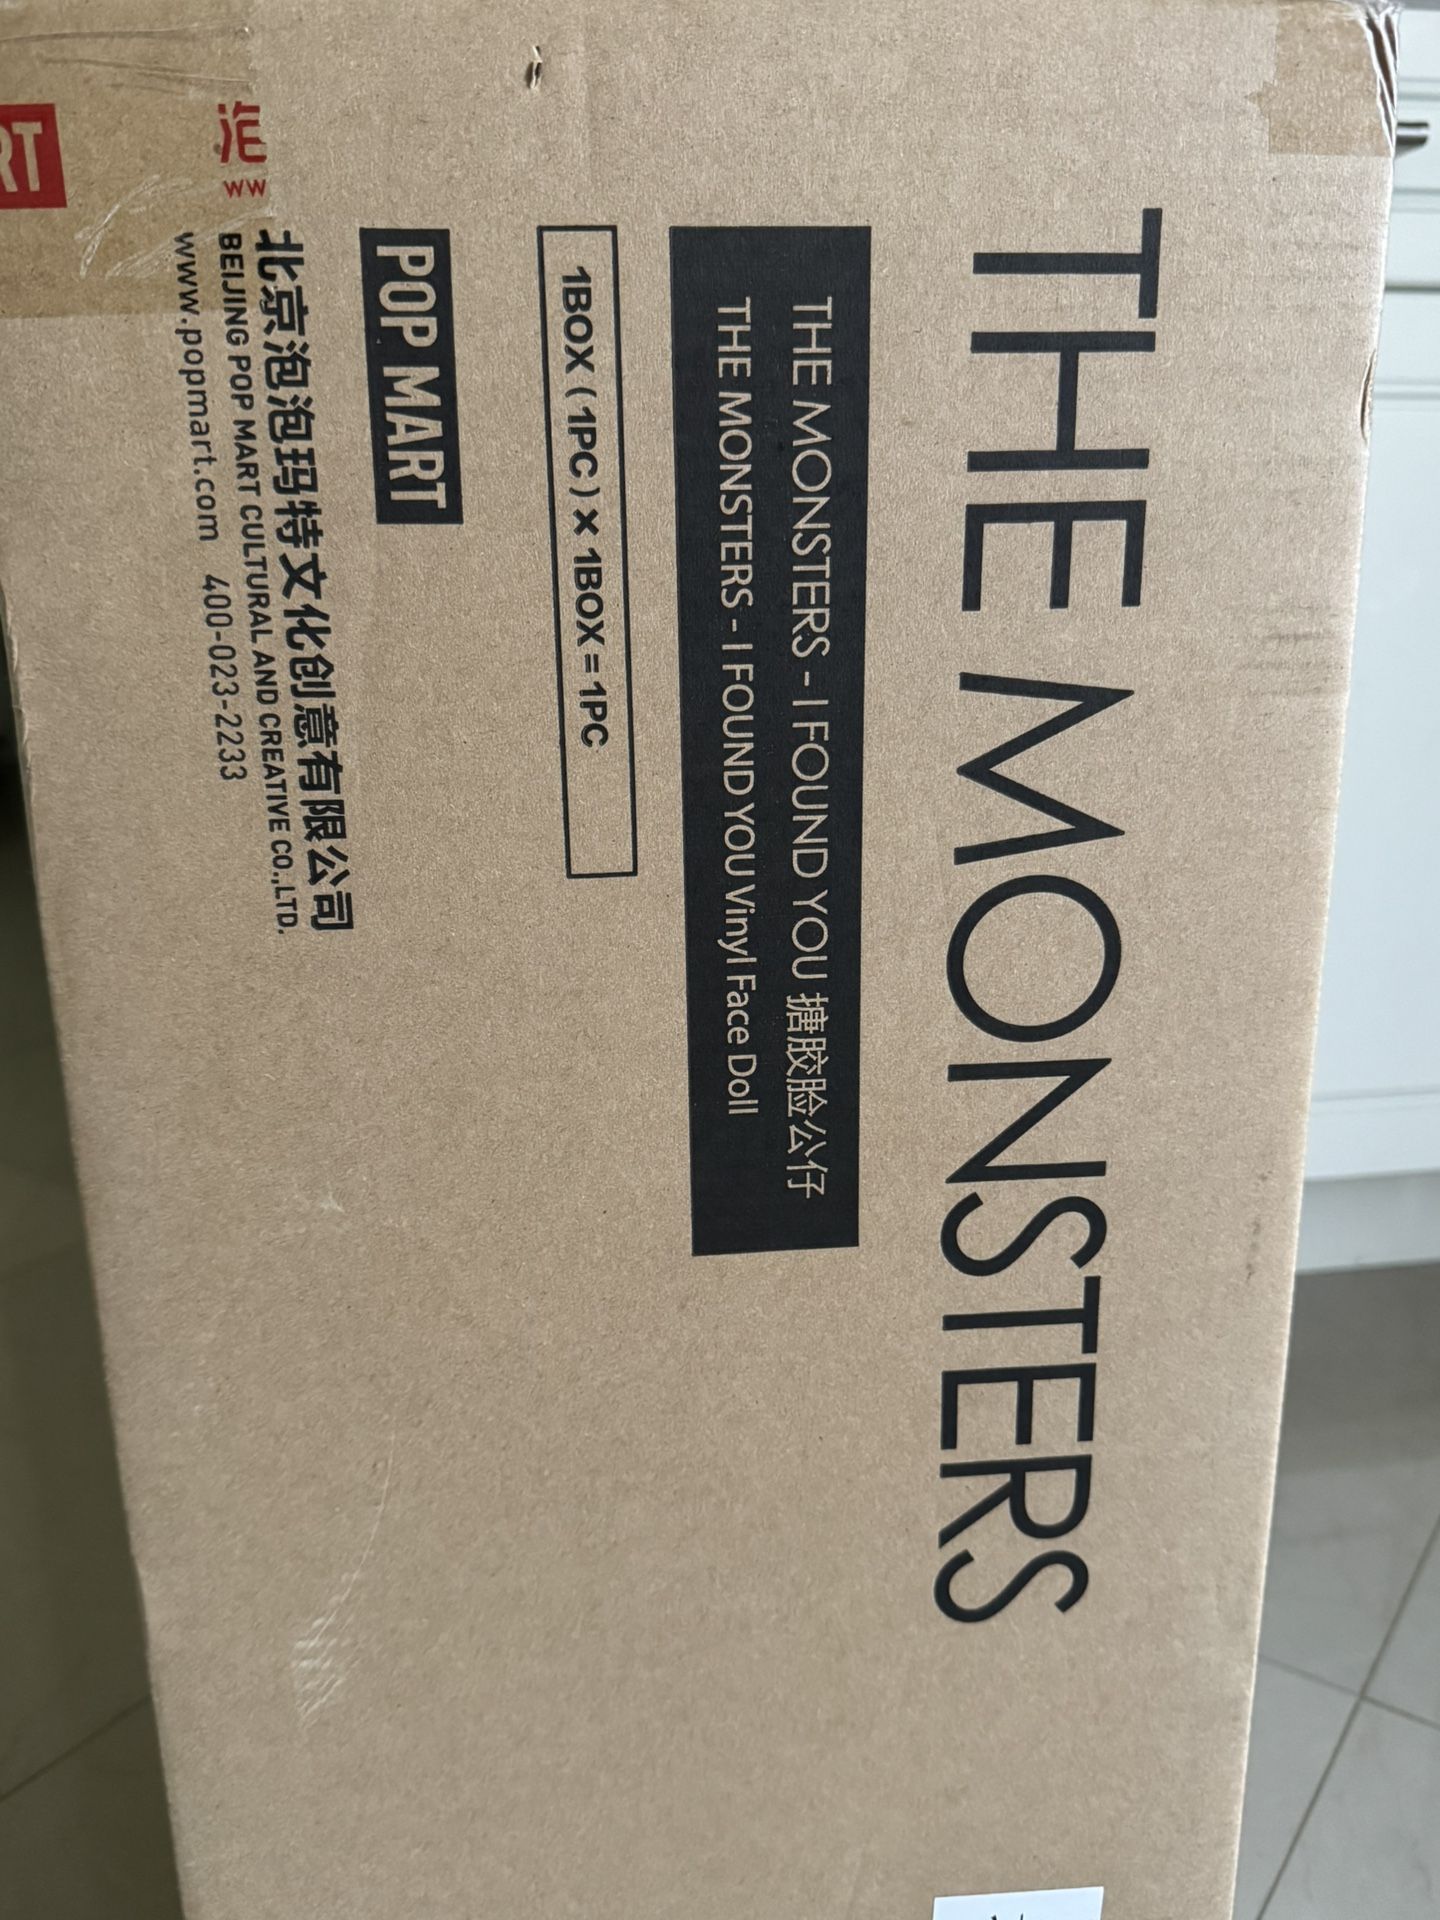 THE MONSTERS
THE MONSTERS - I FOUND YOU 搪胶脸公仔
THE MONSTERS - I FOUND YOU Vinyl Face Doll
1BOX (1PC) × 1BOX = 1PC
POP MART
北京泡泡玛特文化创意有限公司
BEIJING POP MART CULTURAL AND CREATIVE CO.,LTD.
www.popmart.com 400-023-2233
RT
WW